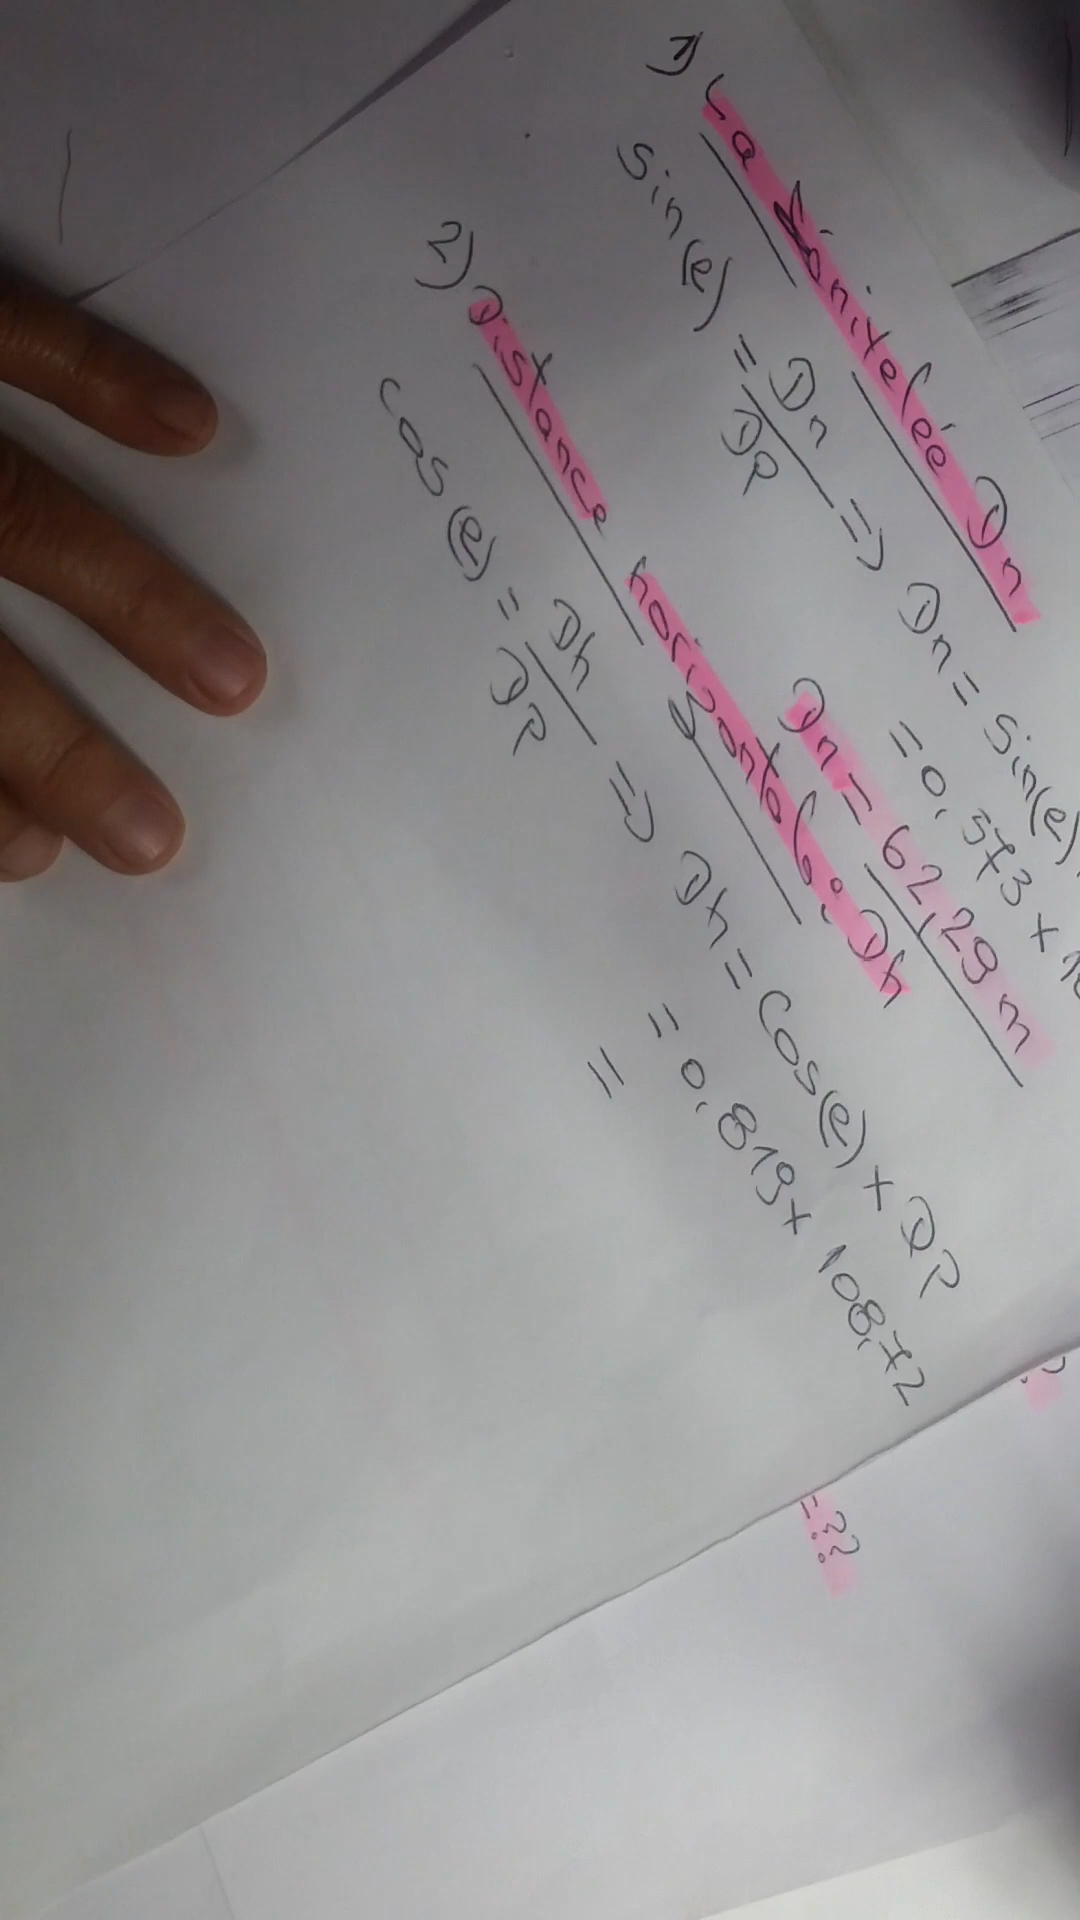 1) La dénivelée Dn
sin(e) = Dn/DP => Dn = sin(e)
= 0,573 x
Dn = 62,29 m
2) Distance horizontale : Dh
cos(e) = Dh/DP => Dh = cos(e) x DP
= 0,819 x 108,72
=
=??